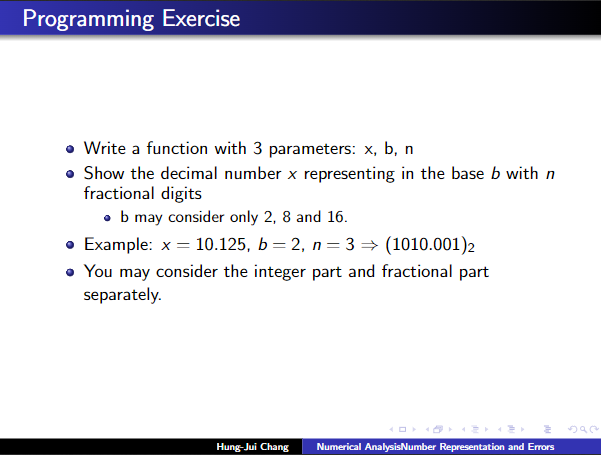 Programming Exercise
Write a function with 3 parameters: x, b, n
Show the decimal number x representing in the base b with n
fractional digits
b may consider only 2, 8 and 16.
Example: x = 10.125, b = 2, n = 3 ⇒ (1010.001)₂
You may consider the integer part and fractional part
separately.
Hung-Jui Chang Numerical AnalysisNumber Representation and Errors